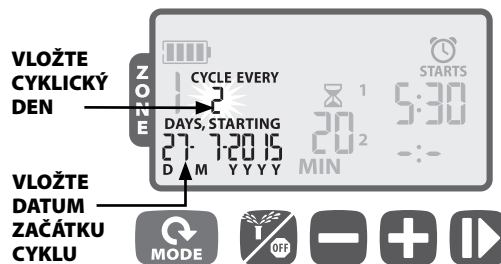 VLOŽTE
CYKLICKÝ
DEN
VLOŽTE
DATUM
ZAČÁTKU
CYKLU
ZONE
1
CYCLE EVERY
2
DAYS, STARTING
27- 7-2015
D M Y Y Y Y
1
20 2
MIN
STARTS
5:30
-:-
MODE
OFF